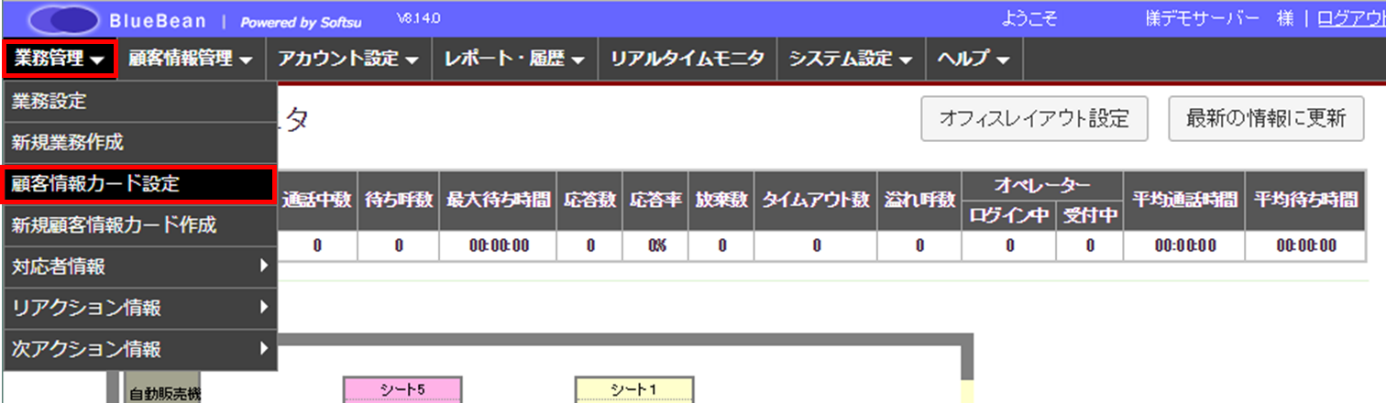 BlueBean | Powered by Softsu V8.14.0 ようこそ 様デモサーバー 様 | ログアウト
業務管理 顧客情報管理 アカウント設定 レポート・履歴 リアルタイムモニタ システム設定 ヘルプ
業務設定
新規業務作成
顧客情報カード設定
新規顧客情報カード作成
対応者情報
リアクション情報
次アクション情報
タ オフィスレイアウト設定 最新の情報に更新
通話中数 待ち呼数 最大待ち時間 応答数 応答率 放棄数 タイムアウト数 溢れ呼数 オペレーター 平均通話時間 平均待ち時間
ログイン中 受付中
0 0 00:00:00 0 0% 0 0 0 0 0 00:00:00 00:00:00
自動販売機 シート5 シート1